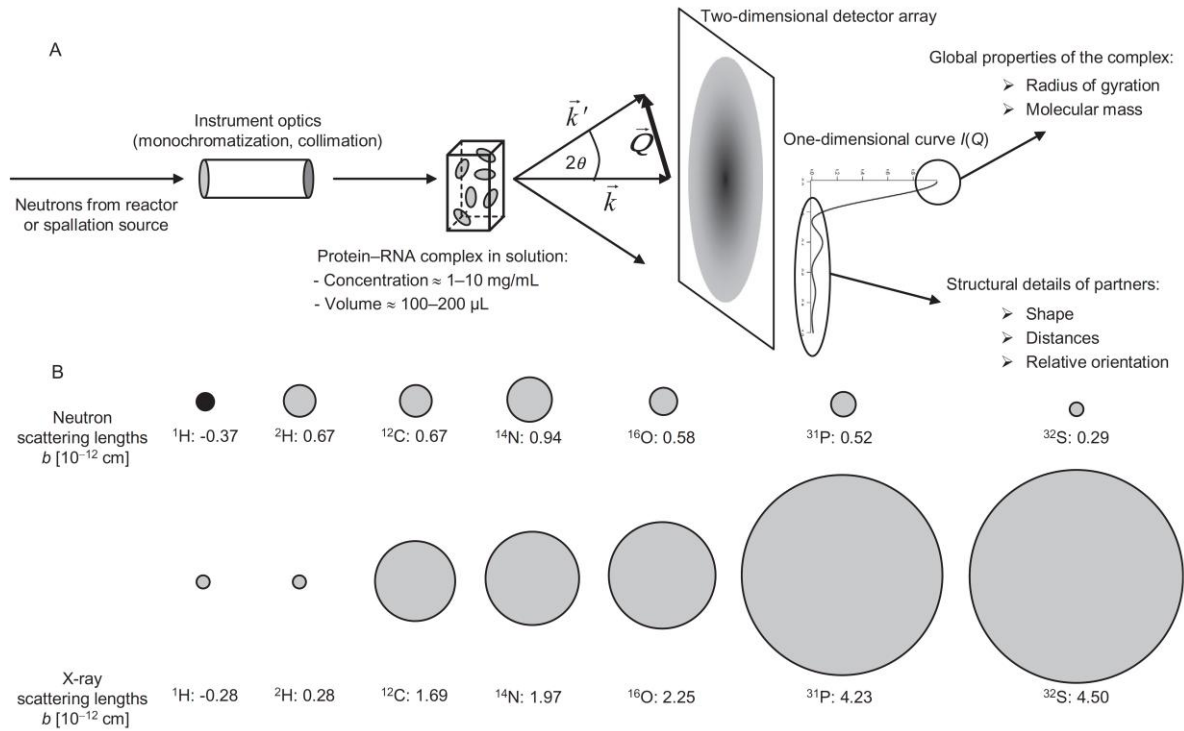 A
Two-dimensional detector array
Global properties of the complex:
➢ Radius of gyration
➢ Molecular mass
Instrument optics
(monochromatization, collimation)
k⃗'
Q⃗
2θ
k⃗
One-dimensional curve I(Q)
Neutrons from reactor
or spallation source
Protein–RNA complex in solution:
- Concentration ≈ 1–10 mg/mL
- Volume ≈ 100–200 µL
Structural details of partners:
➢ Shape
➢ Distances
➢ Relative orientation
B
Neutron
scattering lengths
b [10⁻¹² cm]
¹H: -0.37 ²H: 0.67 ¹²C: 0.67 ¹⁴N: 0.94 ¹⁶O: 0.58 ³¹P: 0.52 ³²S: 0.29
X-ray
scattering lengths
b [10⁻¹² cm]
¹H: -0.28 ²H: 0.28 ¹²C: 1.69 ¹⁴N: 1.97 ¹⁶O: 2.25 ³¹P: 4.23 ³²S: 4.50